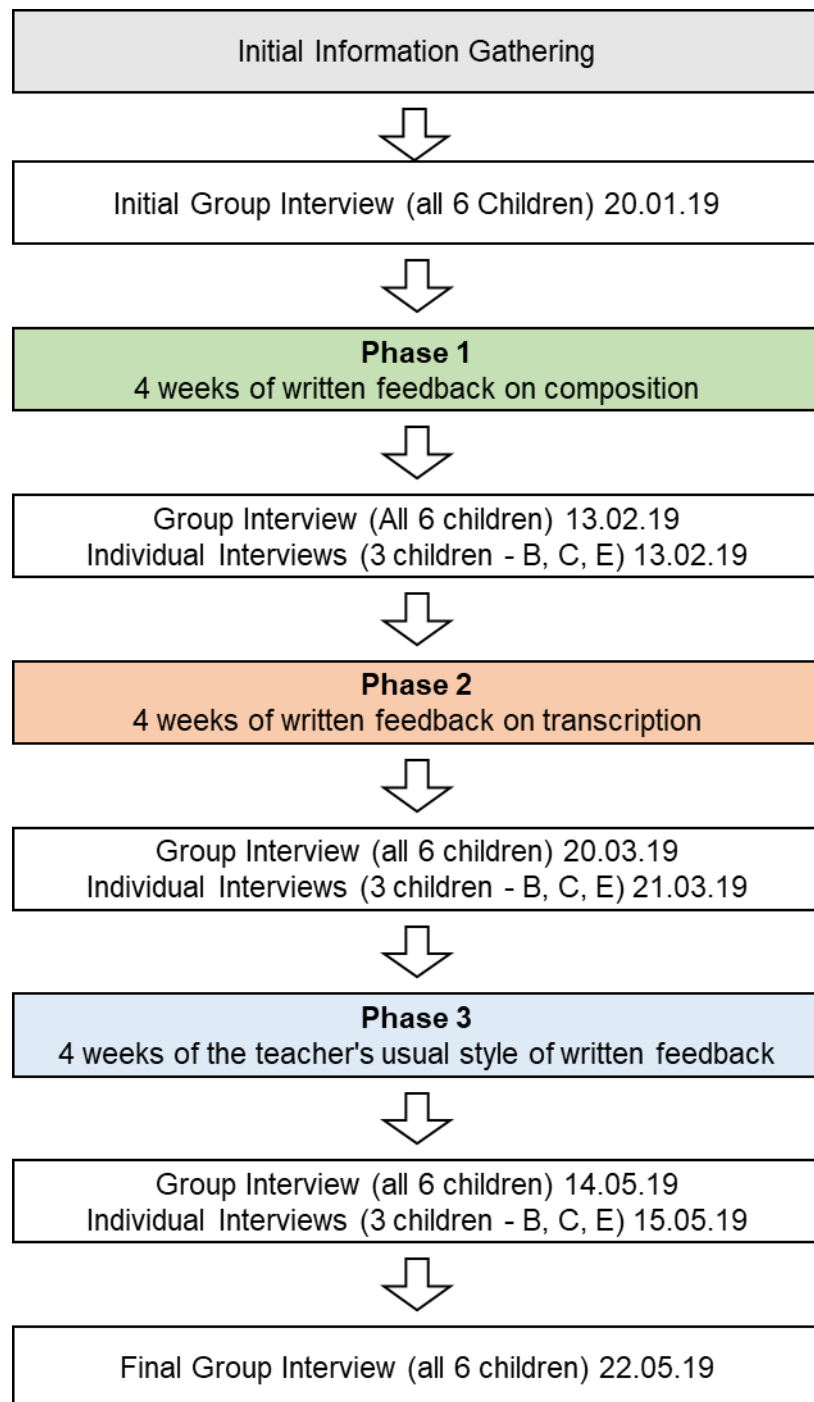 Initial Information Gathering
Initial Group Interview (all 6 Children) 20.01.19
Phase 1
4 weeks of written feedback on composition
Group Interview (All 6 children) 13.02.19
Individual Interviews (3 children - B, C, E) 13.02.19
Phase 2
4 weeks of written feedback on transcription
Group Interview (all 6 children) 20.03.19
Individual Interviews (3 children - B, C, E) 21.03.19
Phase 3
4 weeks of the teacher's usual style of written feedback
Group Interview (all 6 children) 14.05.19
Individual Interviews (3 children - B, C, E) 15.05.19
Final Group Interview (all 6 children) 22.05.19